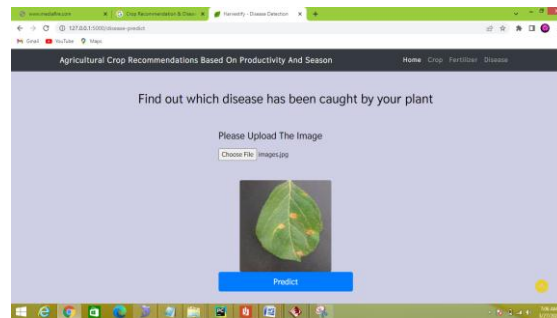 www.mediafire.com
Crop Recommendation & Disea
Harvestify - Disease Detection
127.0.0.1:5000/disease-predict
Gmail YouTube Maps
Agricultural Crop Recommendations Based On Productivity And Season
Home Crop Fertilizer Disease
Find out which disease has been caught by your plant
Please Upload The Image
Choose File images.jpg
Predict